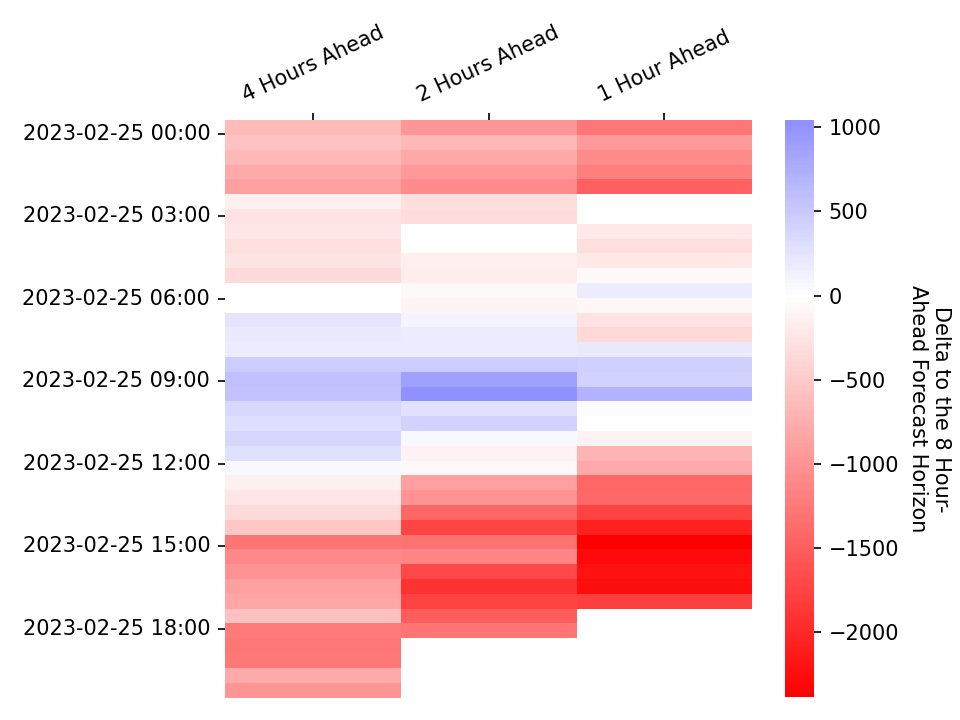 4 Hours Ahead
2 Hours Ahead
1 Hour Ahead
2023-02-25 00:00
2023-02-25 03:00
2023-02-25 06:00
2023-02-25 09:00
2023-02-25 12:00
2023-02-25 15:00
2023-02-25 18:00
1000
500
0
−500
−1000
−1500
−2000
Delta to the 8 Hour-
Ahead Forecast Horizon